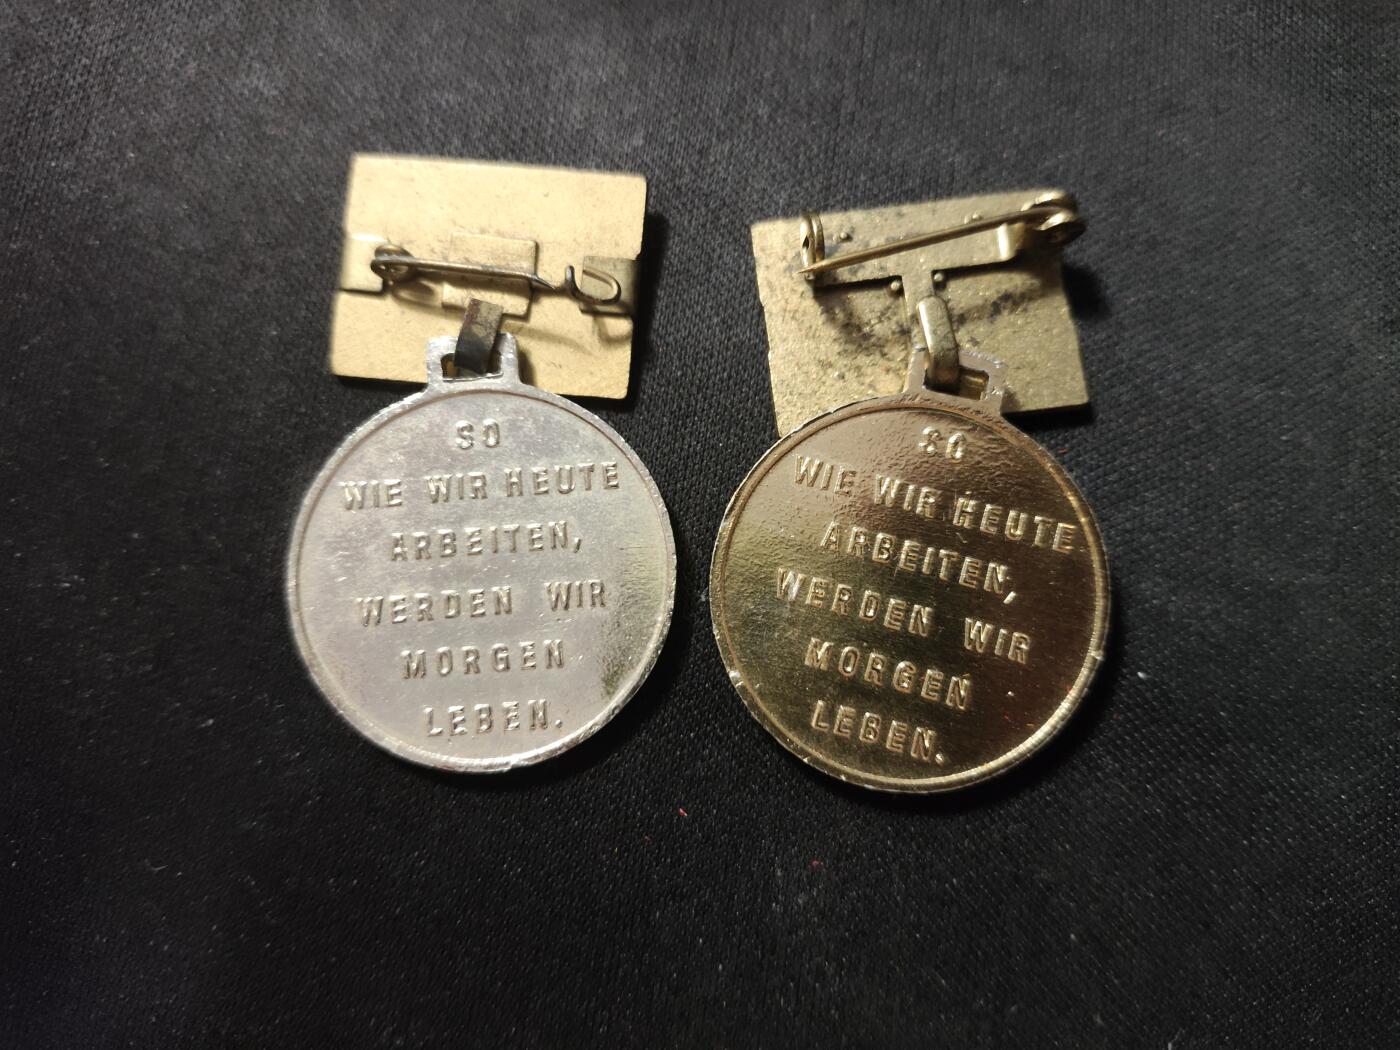 SO
WIE WIR HEUTE
ARBEITEN,
WERDEN WIR
MORGEN
LEBEN.
SO
WIE WIR HEUTE
ARBEITEN,
WERDEN WIR
MORGEN
LEBEN.